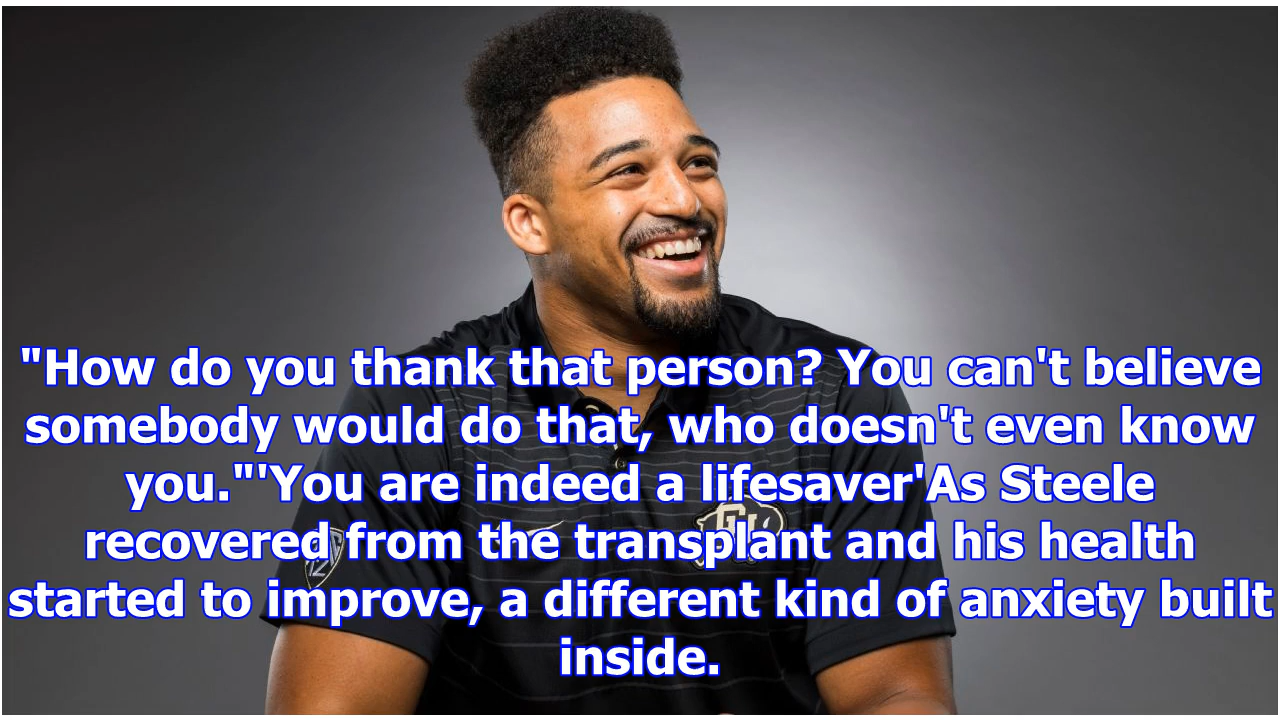 "How do you thank that person? You can't believe
somebody would do that, who doesn't even know
you."'You are indeed a lifesaver'As Steele
recovered from the transplant and his health
started to improve, a different kind of anxiety built
inside.